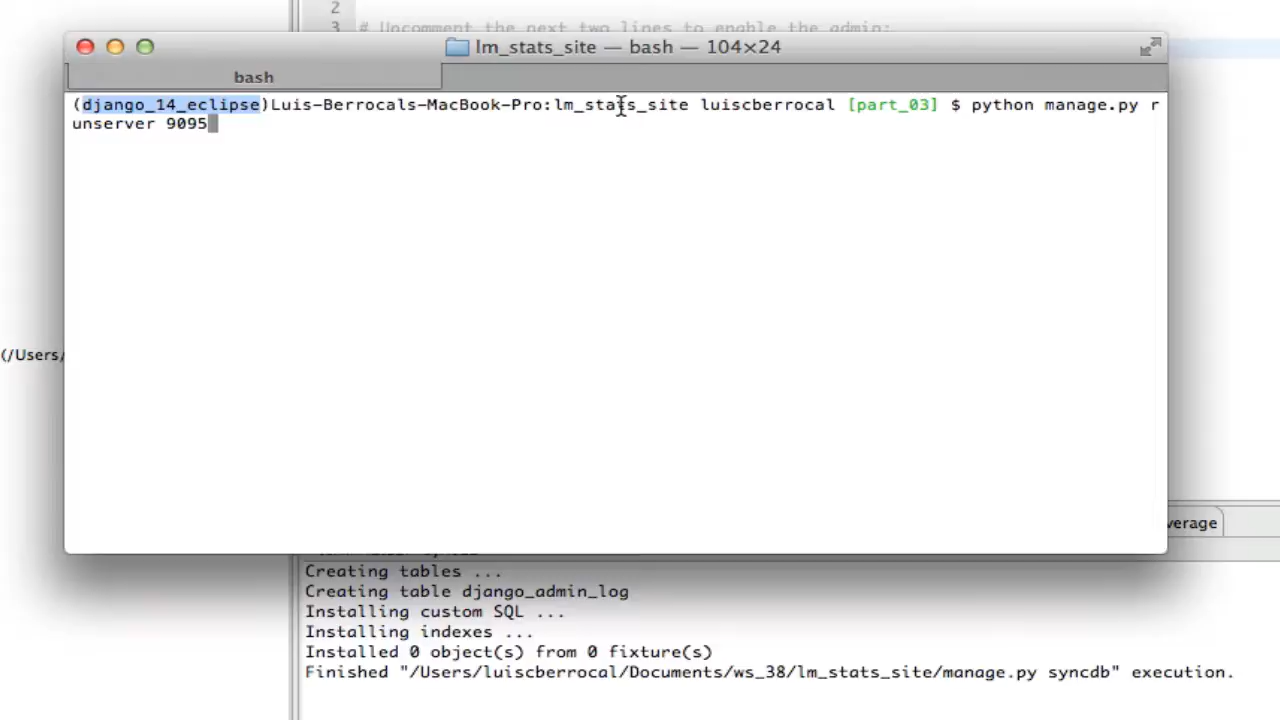 2
3 # Uncomment the next two lines to enable the admin:
lm_stats_site — bash — 104×24
bash
(django_14_eclipse)Luis-Berrocals-MacBook-Pro:lm_stats_site luiscberrocal [part_03] $ python manage.py r
unserver 9095
(/Users/
verage
Creating tables ...
Creating table django_admin_log
Installing custom SQL ...
Installing indexes ...
Installed 0 object(s) from 0 fixture(s)
Finished "/Users/luiscberrocal/Documents/ws_38/lm_stats_site/manage.py syncdb" execution.